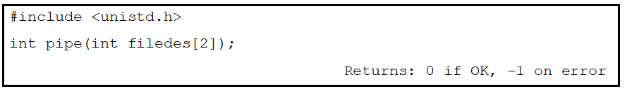 #include <unistd.h>
int pipe(int filedes[2]);
Returns: 0 if OK, -1 on error